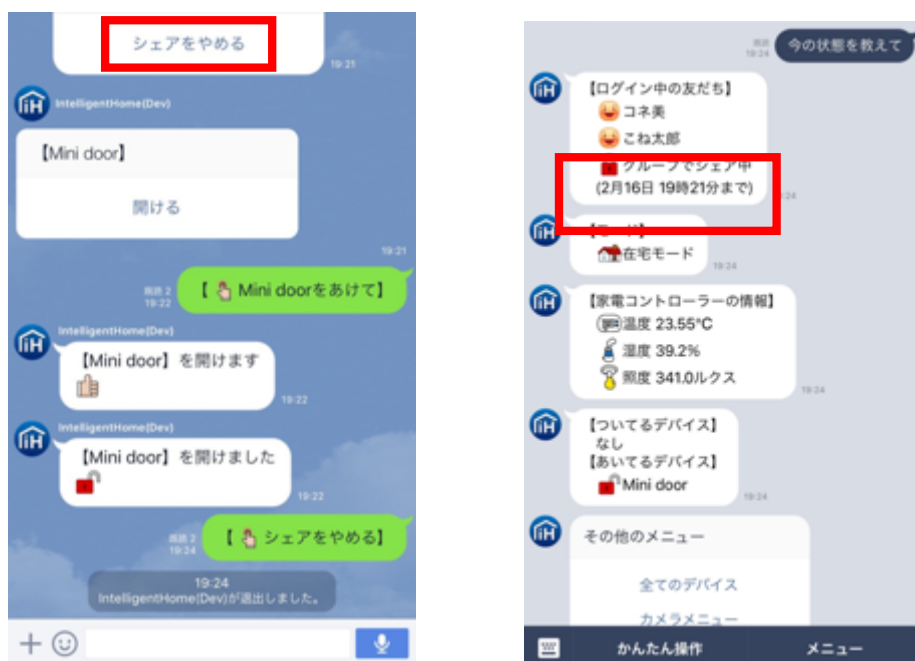 シェアをやめる
19:21
IntelligentHome(Dev)
【Mini door】
開ける
19:21
【 Mini doorをあけて】
既読 2
19:22
IntelligentHome(Dev)
【Mini door】を開けます
19:22
IntelligentHome(Dev)
【Mini door】を開けました
19:22
【 シェアをやめる】
既読 2
19:24
19:24
IntelligentHome(Dev)が退出しました。
今の状態を教えて
既読
19:24
【ログイン中の友だち】
コネ美
こね太郎
グループでシェア中
(2月16日 19時21分まで)
【モード】
在宅モード
19:24
【家電コントローラーの情報】
温度 23.55°C
湿度 39.2%
照度 341.0ルクス
19:24
【ついてるデバイス】
なし
【あいてるデバイス】
Mini door
19:24
その他のメニュー
全てのデバイス
カメラメニュー
かんたん操作
メニュー